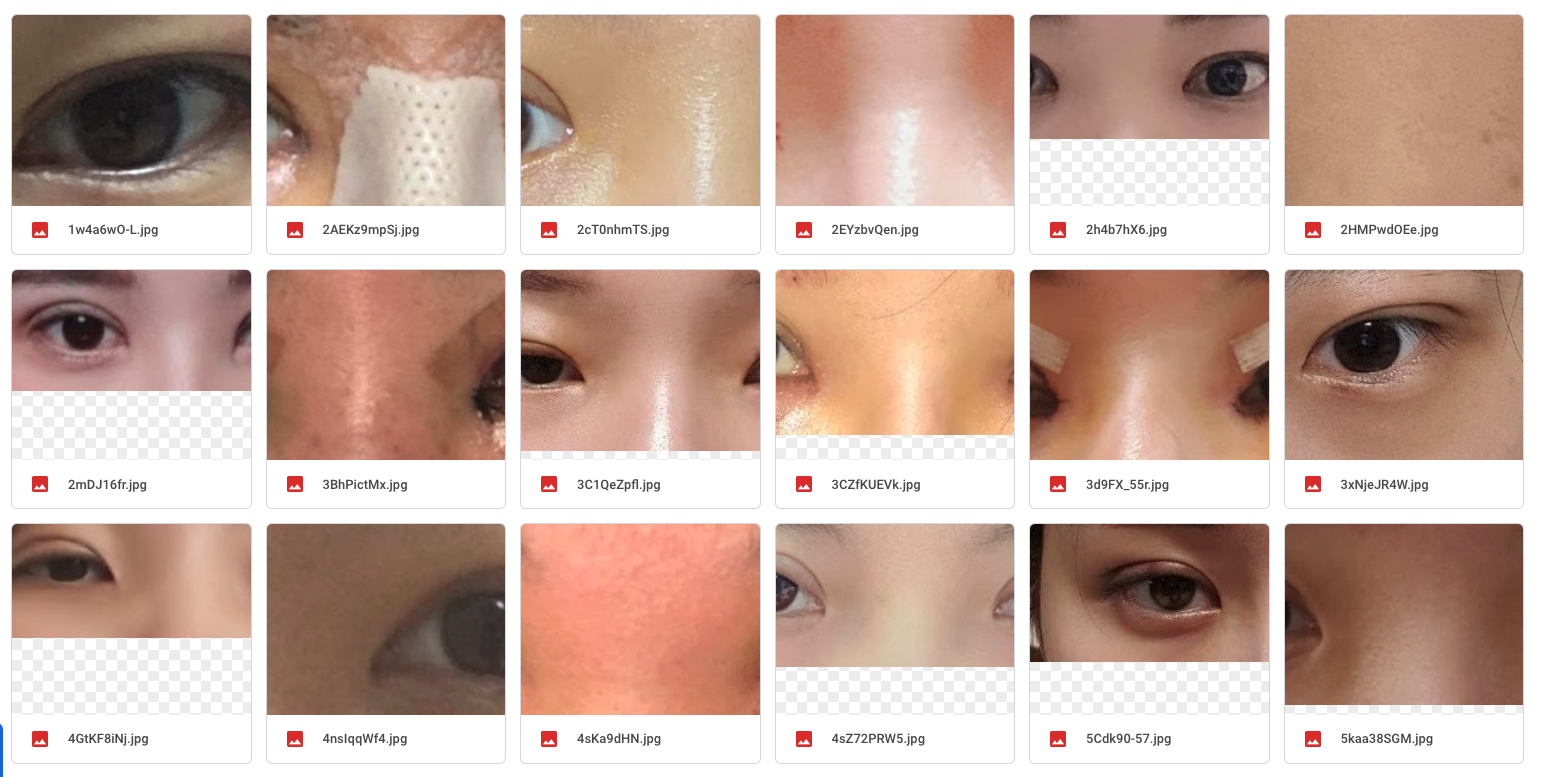 1w4a6wO-L.jpg
2AEKz9mpSj.jpg
2cT0nhmTS.jpg
2EYzbvQen.jpg
2h4b7hX6.jpg
2HMPwdOEe.jpg
2mDJ16fr.jpg
3BhPictMx.jpg
3C1QeZpfl.jpg
3CZfKUEVk.jpg
3d9FX_55r.jpg
3xNjeJR4W.jpg
4GtKF8iNj.jpg
4nsIqqWf4.jpg
4sKa9dHN.jpg
4sZ72PRW5.jpg
5Cdk90-57.jpg
5kaa38SGM.jpg